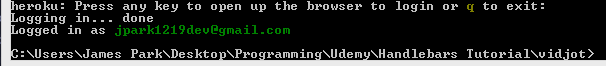 heroku: Press any key to open up the browser to login or q to exit:
Logging in... done
Logged in as jpark1219dev@gmail.com
C:\Users\James Park\Desktop\Programming\Udemy\Handlebars Tutorial\vidjot>